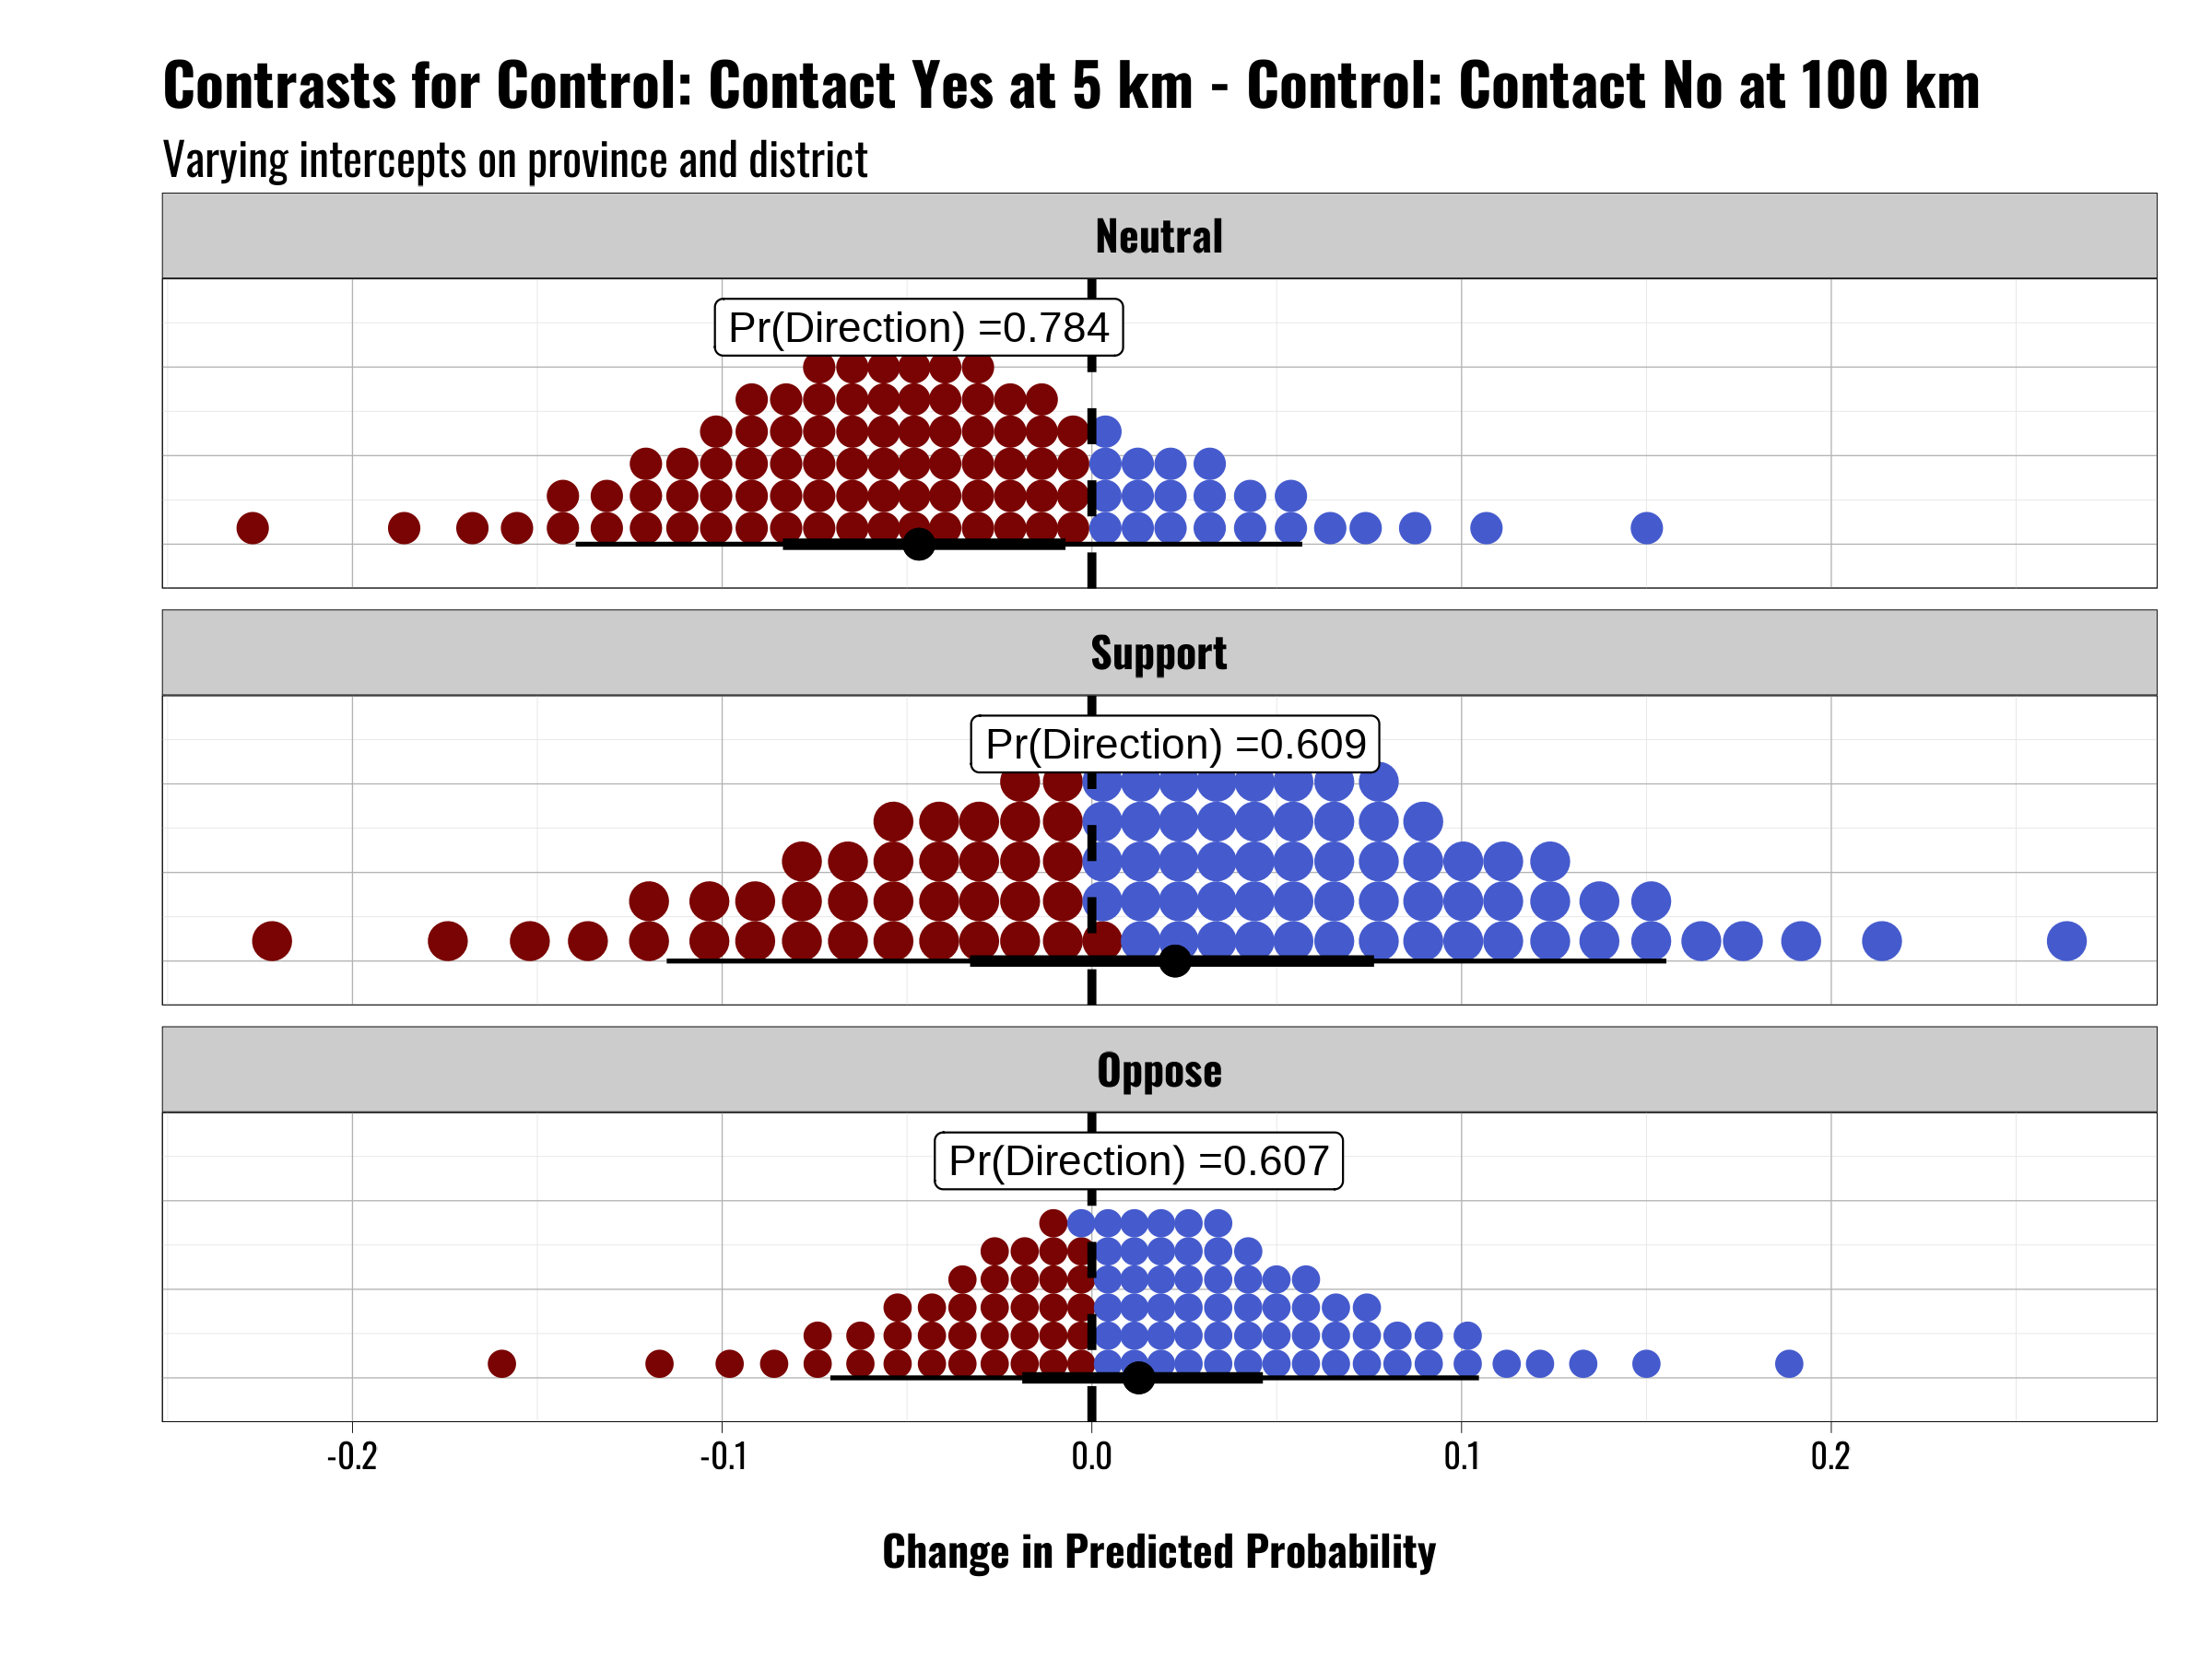 Contrasts for Control: Contact Yes at 5 km - Control: Contact No at 100 km
Varying intercepts on province and district
Neutral
Pr(Direction) =0.784
Support
Pr(Direction) =0.609
Oppose
Pr(Direction) =0.607
-0.2 -0.1 0.0 0.1 0.2
Change in Predicted Probability